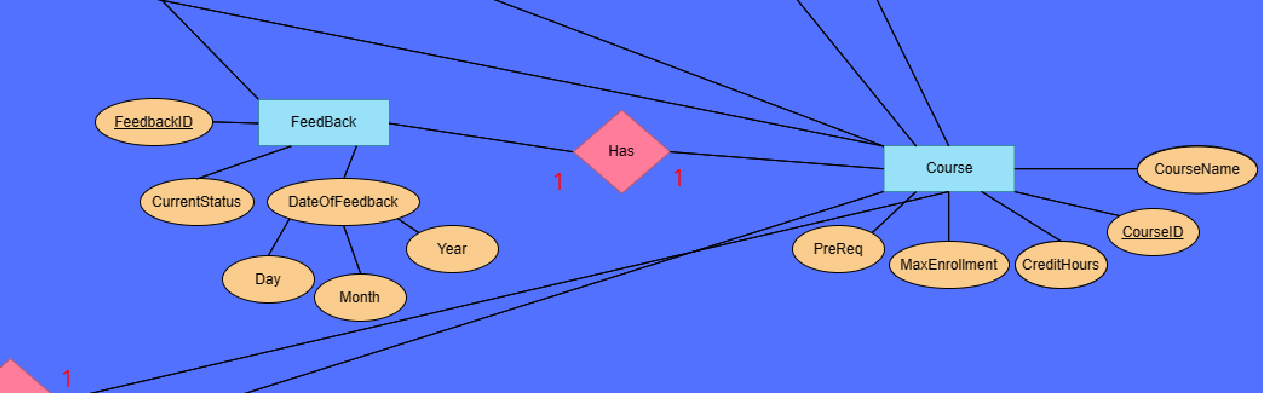 FeedbackID
FeedBack
Has
Course
CourseName
1
1
CurrentStatus
DateOfFeedback
CourseID
Year
PreReq
MaxEnrollment
CreditHours
Day
Month
1